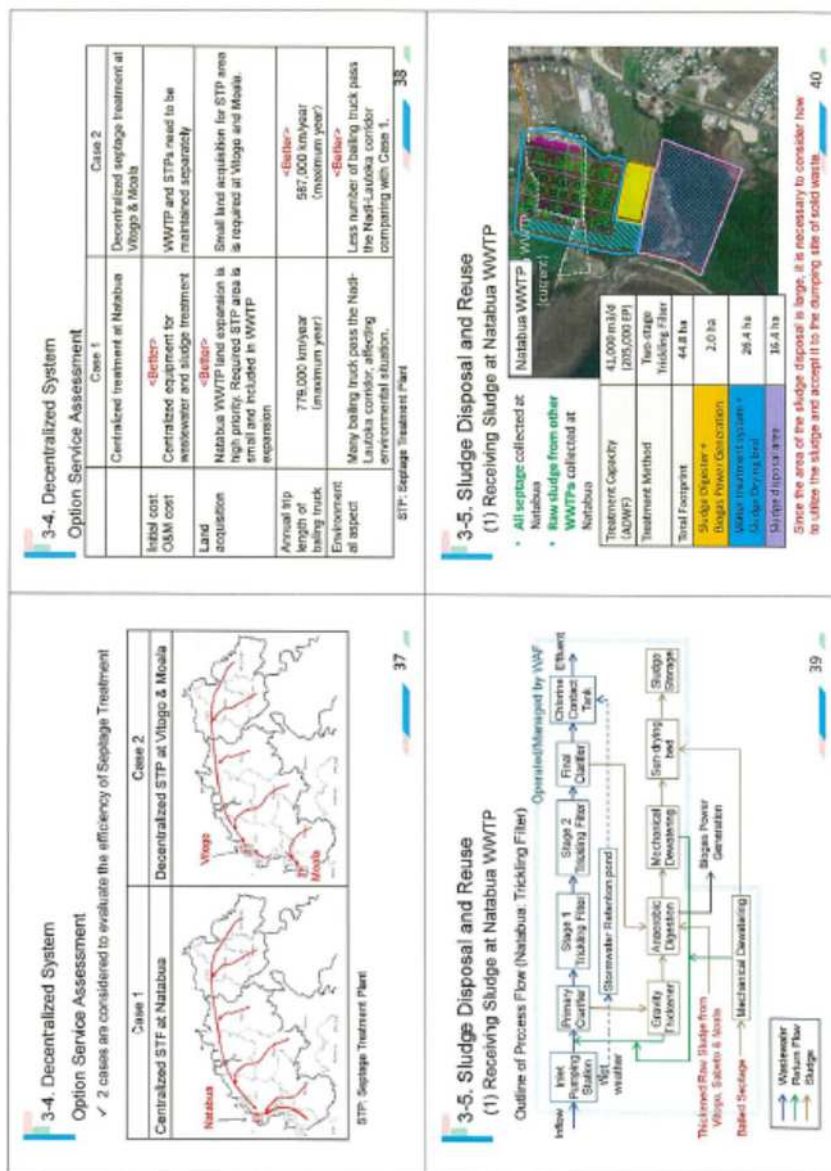 3-4. Decentralized System
Option Service Assessment
✓ 2 cases are considered to evaluate the efficiency of Septage Treatment
Case 1
Case 2
Centralized STF at Natabua
Decentralized STP at Vitogo & Moala
Natabua
Vitogo
Moala
STP: Septage Treatment Plant
37
3-4. Decentralized System
Option Service Assessment
Case 1
Case 2
Centralized treatment at Natabua
Decentralized septage treatment at
Vitogo & Moala
Initial cost
O&M cost
<Better>
Centralized equipment for
wastewater and sludge treatment
WWTP and STPs need to be
maintained separately
Land
acquisition
<Better>
Natabua WWTP land expansion is
high priority. Required STP area is
small and included in WWTP
expansion
Small land acquisition for STP area
is required at Vitogo and Moala.
Annual trip
length of
bailing truck
779,000 km/year
(maximum year)
<Better>
587,000 km/year
(maximum year)
Environment
al aspect
Many bailing truck pass the Nadi-
Lautoka corridor, affecting
environmental situation.
<Better>
Less number of bailing truck pass
the Nadi-Lautoka corridor
comparing with Case 1.
STP: Septage Treatment Plant
38
3-5. Sludge Disposal and Reuse
(1) Receiving Sludge at Natabua WWTP
Outline of Process Flow (Natabua: Trickling Filter)
Operated/Managed by WAF
Inflow
Inlet
Pumping
Station
Primary
Clarifier
Stage 1
Trickling Filter
Stage 2
Trickling Filter
Final
Clarifier
Chlorine
Contact
Tank
Effluent
Wet
weather
Stormwater Retention pond
Gravity
Thickener
Anaerobic
Digestion
Mechanical
Dewatering
Sun-drying
bed
Sludge
Storage
Biogas Power
Generation
Thickened Raw Sludge from
Vitogo, Sabeto & Moala
Bailed Septage
Mechanical Dewatering
Wastewater
Return Flow
Sludge
39
3-5. Sludge Disposal and Reuse
(1) Receiving Sludge at Natabua WWTP
• All septage collected at
Natabua
• Raw sludge from other
WWTPs collected at
Natabua
Natabua WWTP
WWTP
(current)
Treatment Capacity
(ADWF)
41,000 m3/d
(205,000 EP)
Treatment Method
Two-stage
Trickling Filter
Total Footprint
44.8 ha
Sludge Digester +
Biogas Power Generation
2.0 ha
Water treatment system +
Sludge Drying bed
26.4 ha
Sludge disposal area
16.4 ha
Since the area of the sludge disposal is large, it is necessary to consider how
to utilize the sludge and accept it to the dumping site of solid waste.
40